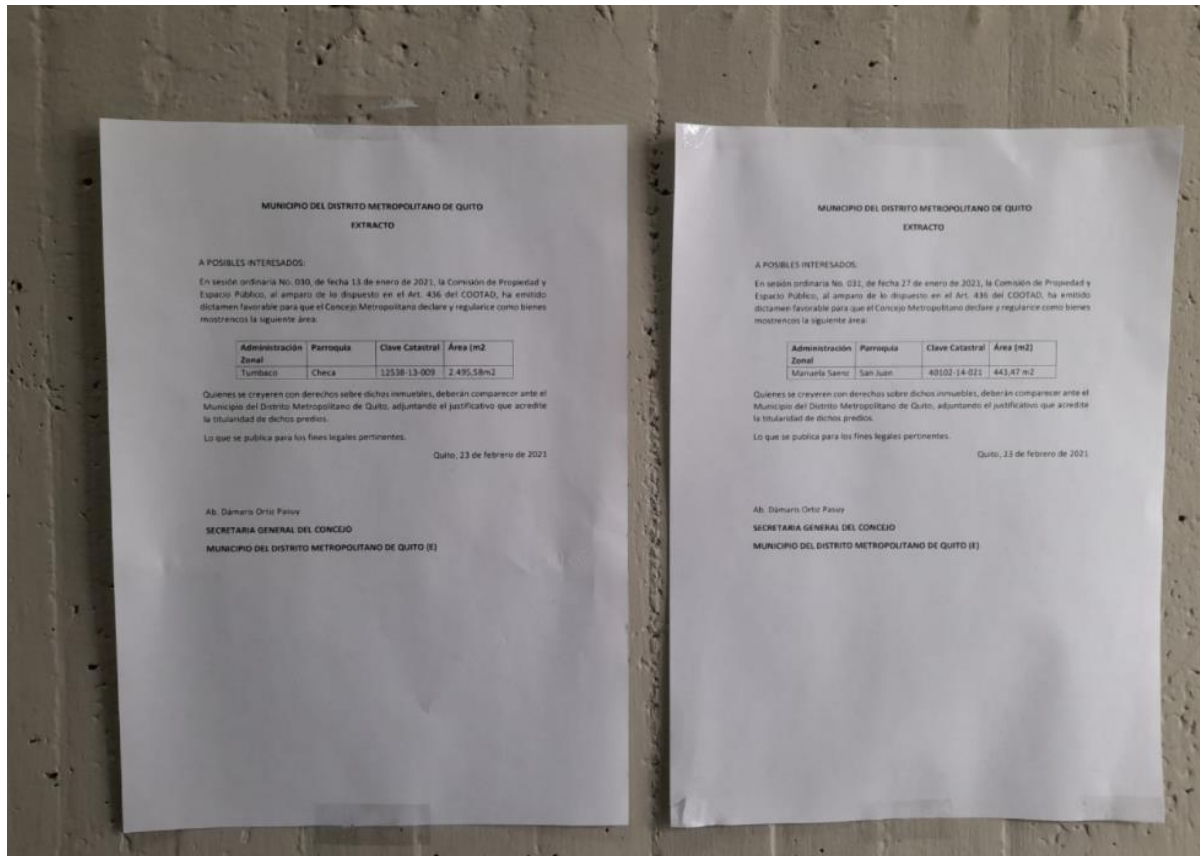 MUNICIPIO DEL DISTRITO METROPOLITANO DE QUITO
EXTRACTO
A POSIBLES INTERESADOS:
En sesión ordinaria No. 030, de fecha 13 de enero de 2021, la Comisión de Propiedad y
Espacio Público, al amparo de lo dispuesto en el Art. 436 del COOTAD, ha emitido
dictamen favorable para que el Concejo Metropolitano declare y regularice como bienes
mostrencos la siguiente área:
Administración Zonal Parroquia Clave Catastral Área (m2
Tumbaco Checa 12538-13-009 2.495,58m2
Quienes se creyeren con derechos sobre dichos inmuebles, deberán comparecer ante el
Municipio del Distrito Metropolitano de Quito, adjuntando el justificativo que acredite
la titularidad de dichos predios.
Lo que se publica para los fines legales pertinentes.
Quito, 23 de febrero de 2021
Ab. Dámaris Ortiz Pasuy
SECRETARIA GENERAL DEL CONCEJO
MUNICIPIO DEL DISTRITO METROPOLITANO DE QUITO (E)
MUNICIPIO DEL DISTRITO METROPOLITANO DE QUITO
EXTRACTO
A POSIBLES INTERESADOS:
En sesión ordinaria No. 031, de fecha 27 de enero de 2021, la Comisión de Propiedad y
Espacio Público, al amparo de lo dispuesto en el Art. 436 del COOTAD, ha emitido
dictamen favorable para que el Concejo Metropolitano declare y regularice como bienes
mostrencos la siguiente área:
Administración Zonal Parroquia Clave Catastral Área (m2)
Manuela Saenz San Juan 40102-14-021 443,47 m2
Quienes se creyeren con derechos sobre dichos inmuebles, deberán comparecer ante el
Municipio del Distrito Metropolitano de Quito, adjuntando el justificativo que acredite
la titularidad de dichos predios.
Lo que se publica para los fines legales pertinentes.
Quito, 23 de febrero de 2021
Ab. Dámaris Ortiz Pasuy
SECRETARIA GENERAL DEL CONCEJO
MUNICIPIO DEL DISTRITO METROPOLITANO DE QUITO (E)